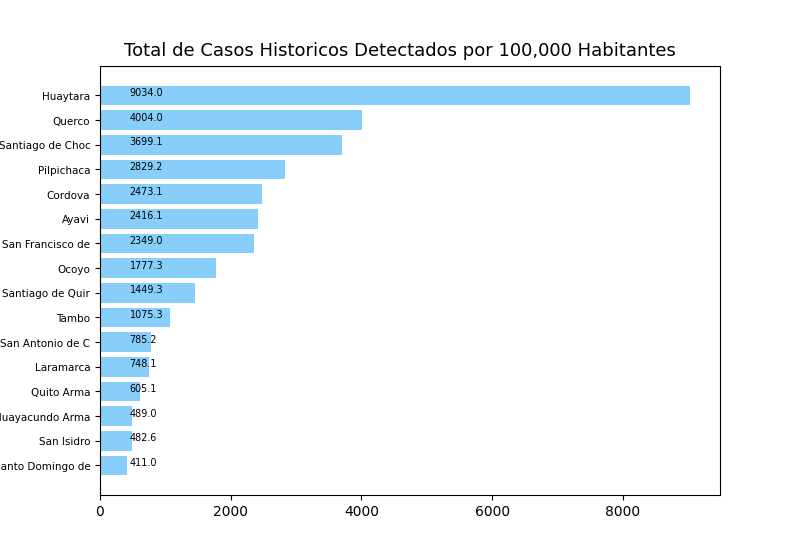 Total de Casos Historicos Detectados por 100,000 Habitantes
Huaytara 9034.0
Querco 4004.0
Santiago de Choc 3699.1
Pilpichaca 2829.2
Cordova 2473.1
Ayavi 2416.1
San Francisco de 2349.0
Ocoyo 1777.3
Santiago de Quir 1449.3
Tambo 1075.3
San Antonio de C 785.2
Laramarca 748.1
Quito Arma 605.1
uayacundo Arma 489.0
San Isidro 482.6
anto Domingo de 411.0
0 2000 4000 6000 8000